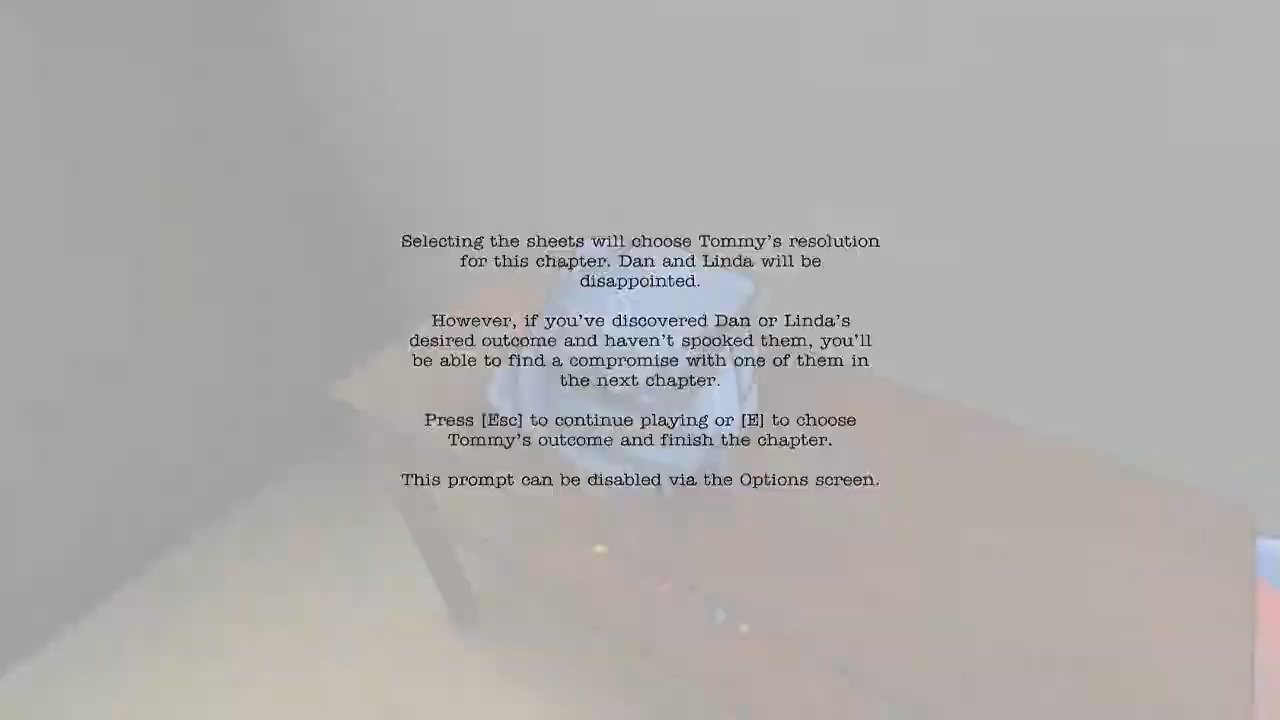 Selecting the sheets will choose Tommy's resolution
for this chapter. Dan and Linda will be
disappointed.
However, if you've discovered Dan or Linda's
desired outcome and haven't spooked them, you'll
be able to find a compromise with one of them in
the next chapter.
Press [Esc] to continue playing or [E] to choose
Tommy's outcome and finish the chapter.
This prompt can be disabled via the Options screen.